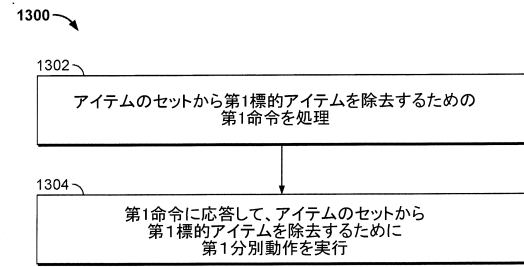 1300
1302
アイテムのセットから第1標的アイテムを除去するための
第1命令を処理
1304
第1命令に応答して、アイテムのセットから
第1標的アイテムを除去するために
第1分別動作を実行